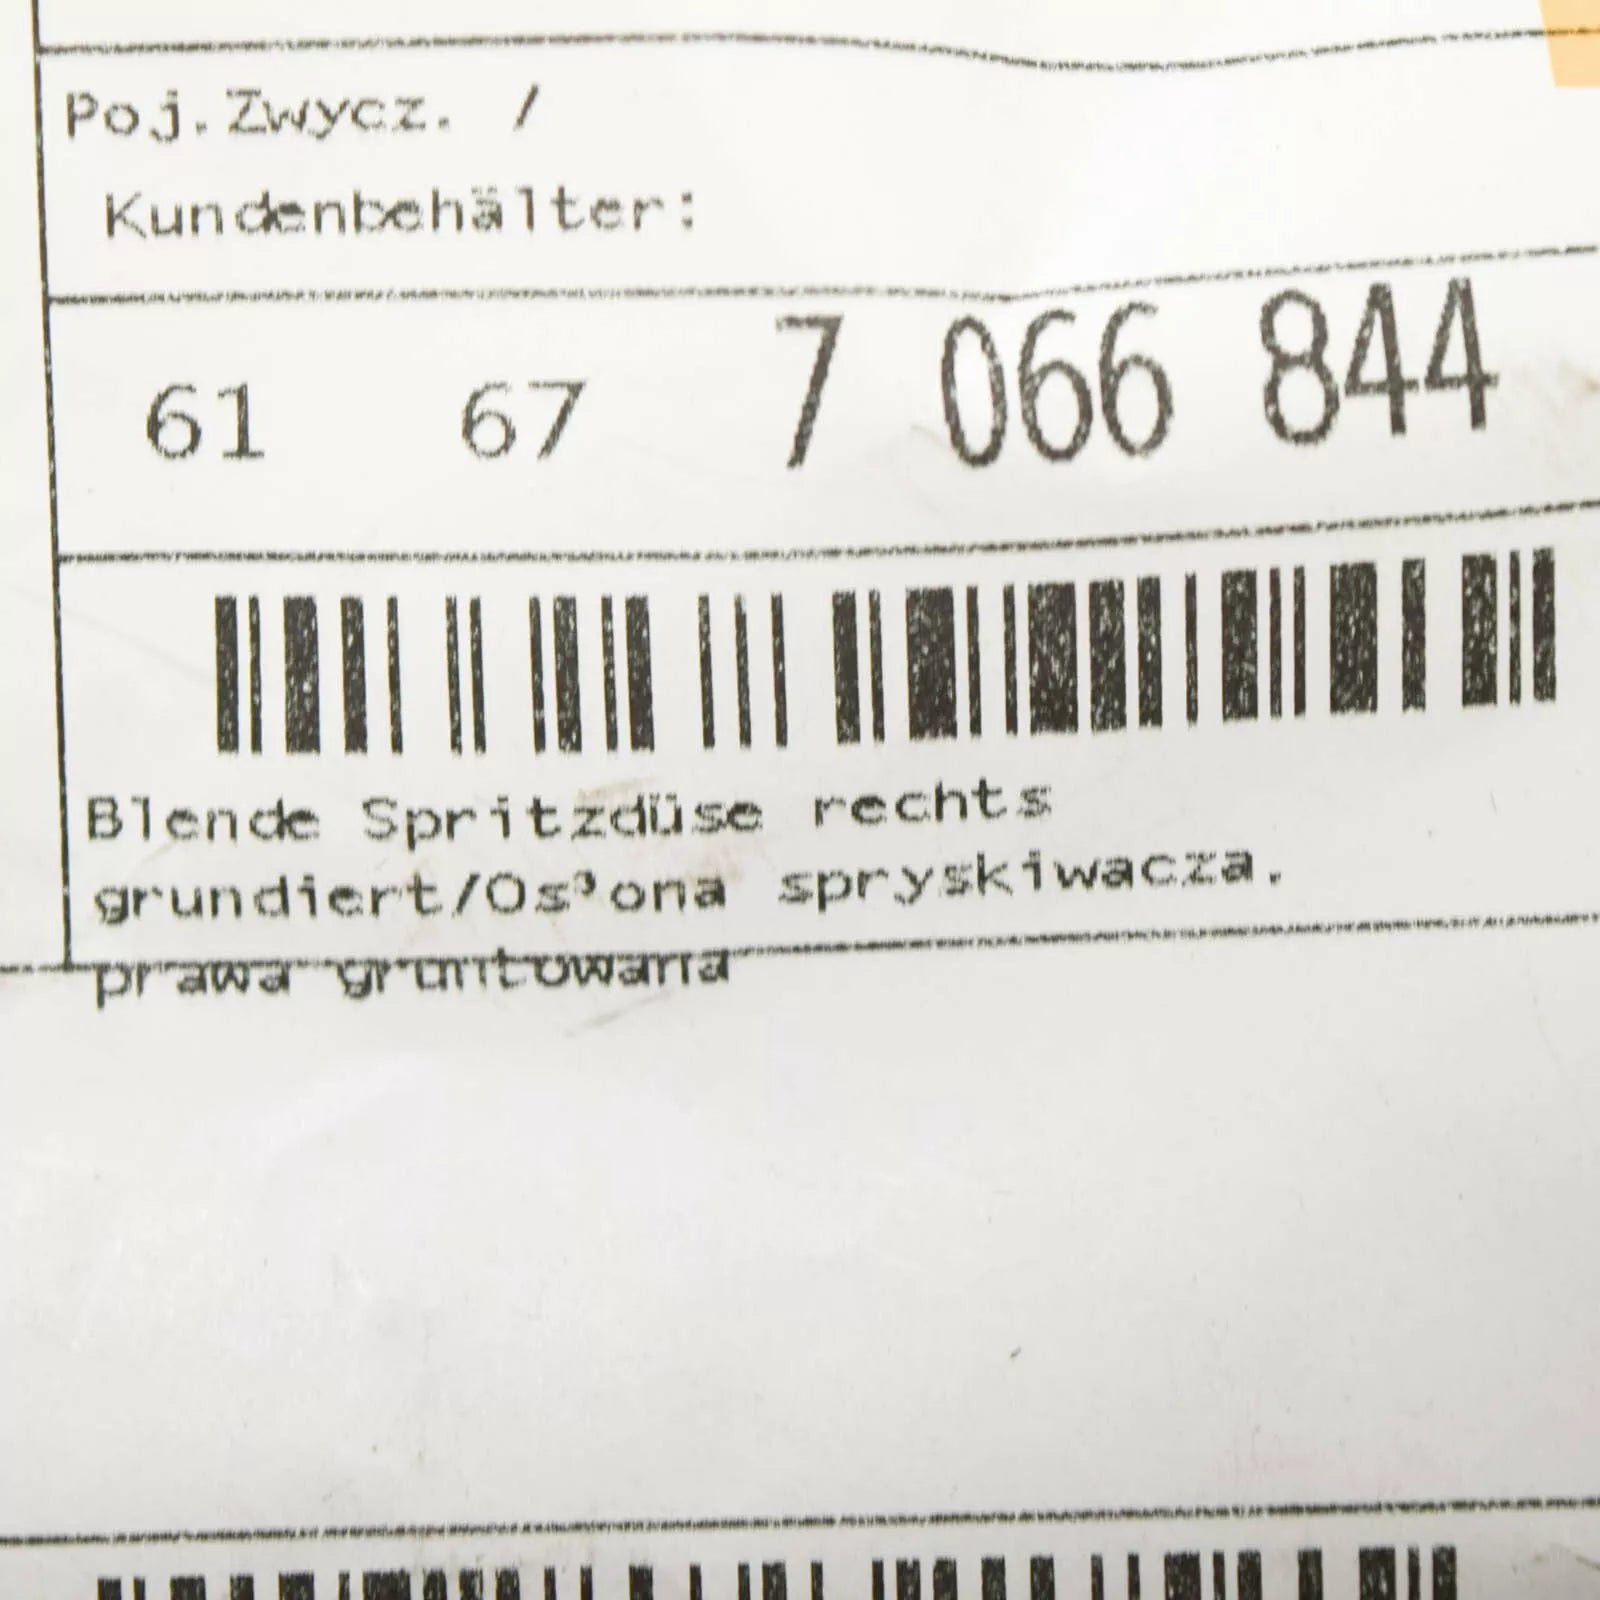 Poj.Zwycz. /
Kundenbehälter:
61 67 7 066 844
Blende Spritzdüse rechts
grundiert/Os³ona spryskiwacza.
prawa gruntowana